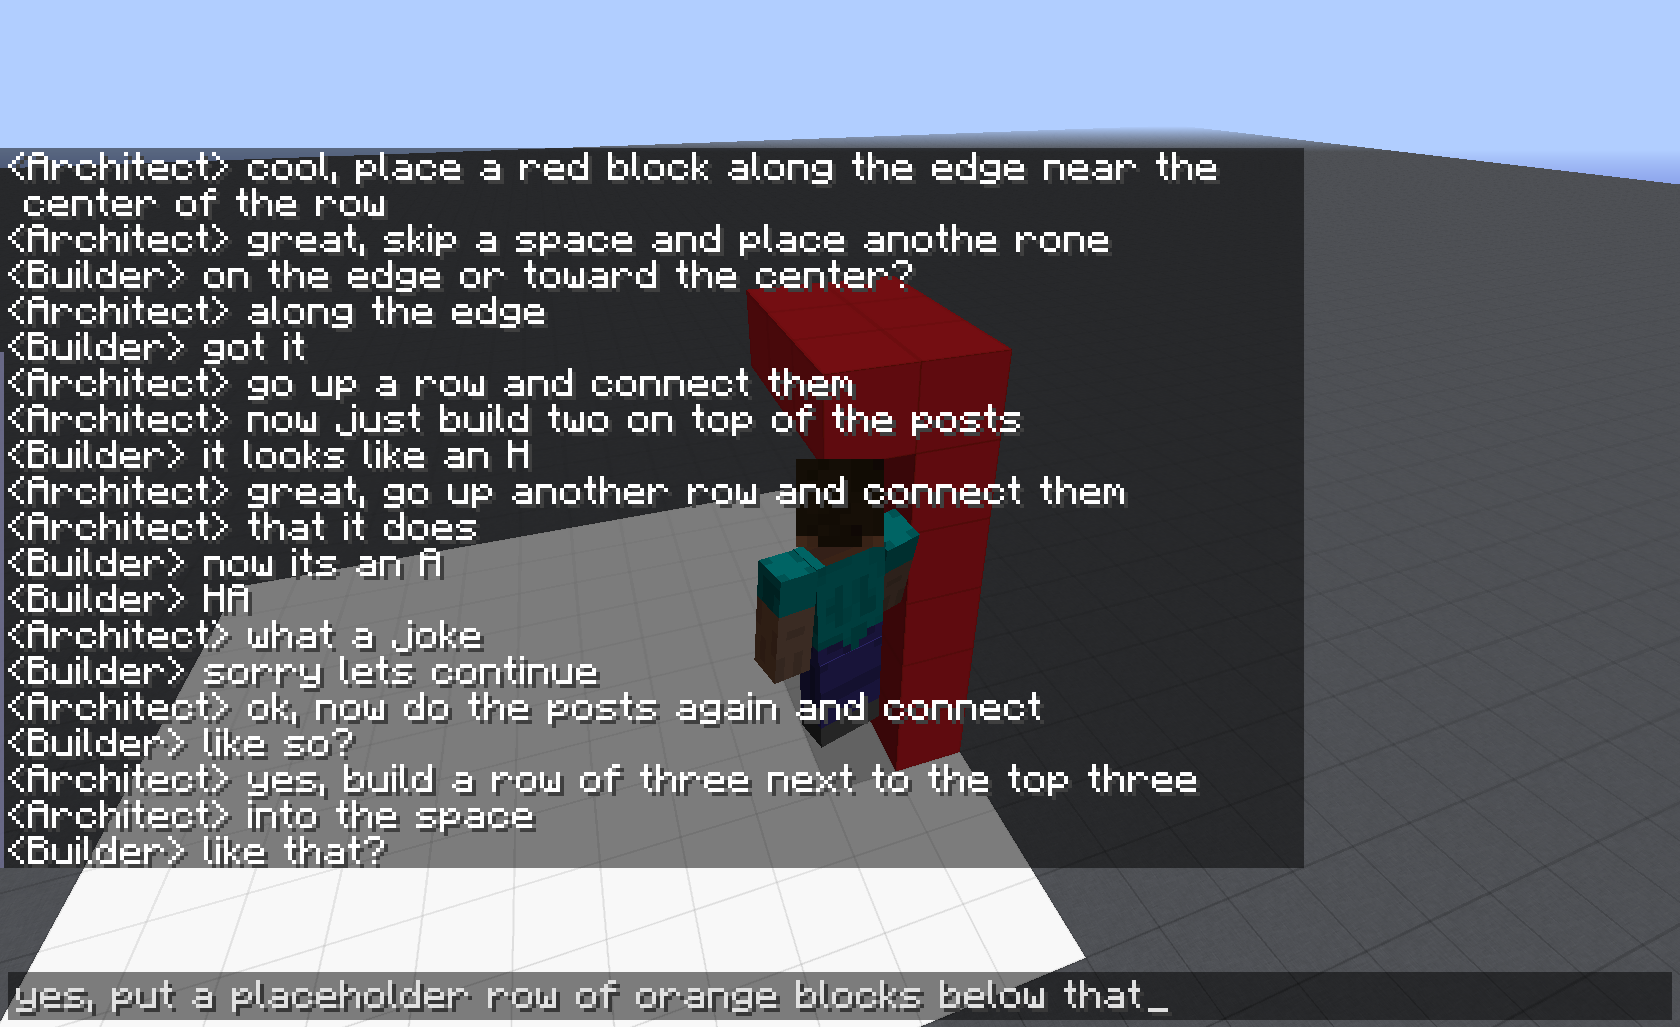 <Architect> cool, place a red block along the edge near the
center of the row
<Architect> great, skip a space and place anothe rone
<Builder> on the edge or toward the center?
<Architect> along the edge
<Builder> got it
<Architect> go up a row and connect them
<Architect> now just build two on top of the posts
<Builder> it looks like an H
<Architect> great, go up another row and connect them
<Architect> that it does
<Builder> now its an A
<Builder> HA
<Architect> what a joke
<Builder> sorry lets continue
<Architect> ok, now do the posts again and connect
<Builder> like so?
<Architect> yes, build a row of three next to the top three
<Architect> into the space
<Builder> like that?
yes, put a placeholder row of orange blocks below that_